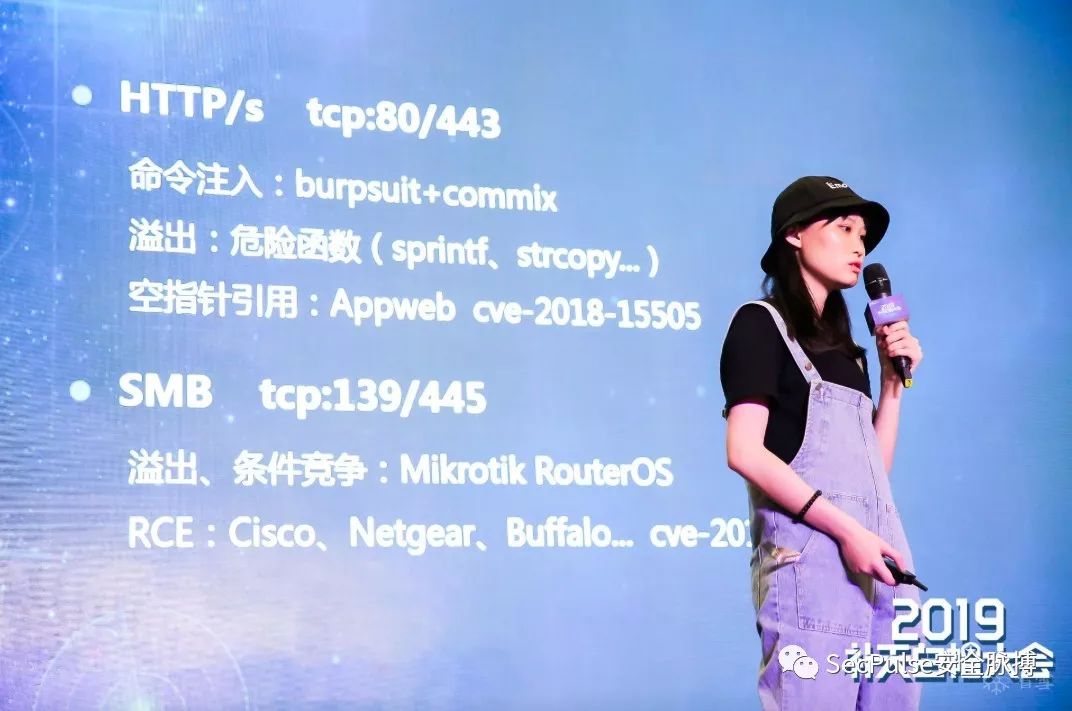 HTTP/s tcp:80/443
命令注入：burpsuit+commix
溢出：危险函数（sprintf、strcopy...）
空指针引用：Appweb cve-2018-15505
SMB tcp:139/445
溢出、条件竞争：Mikrotik RouterOS
RCE：Cisco、Netgear、Buffalo... cve-201
2019
SecPulse安全脉搏